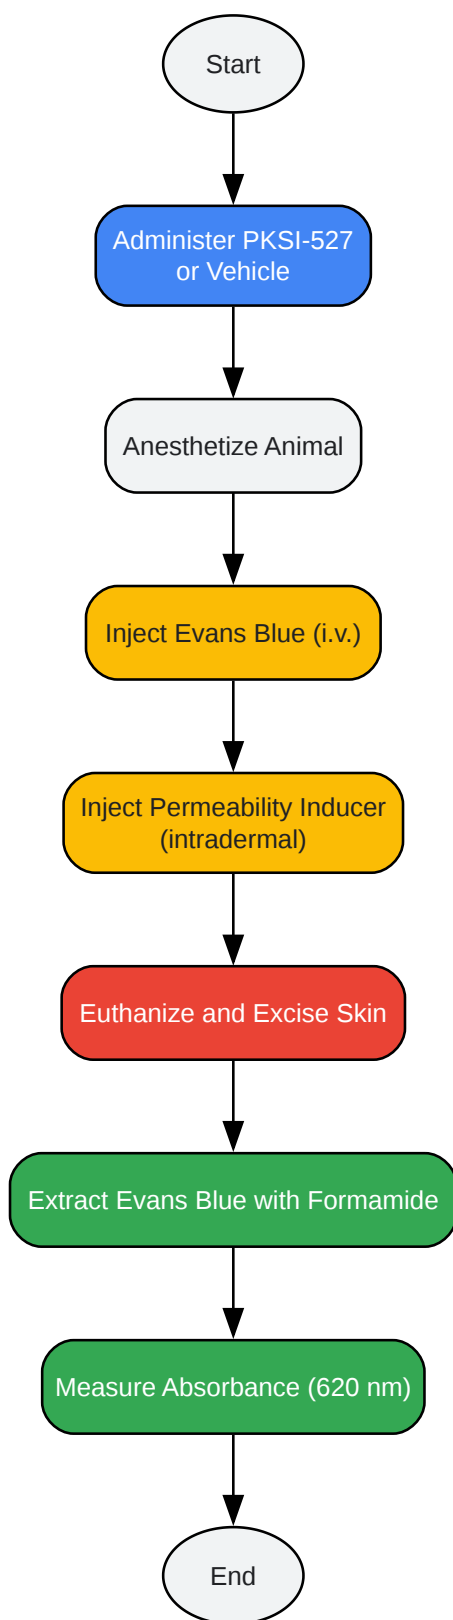 Start
Administer PKSI-527
or Vehicle
Anesthetize Animal
Inject Evans Blue (i.v.)
Inject Permeability Inducer
(intradermal)
Euthanize and Excise Skin
Extract Evans Blue with Formamide
Measure Absorbance (620 nm)
End